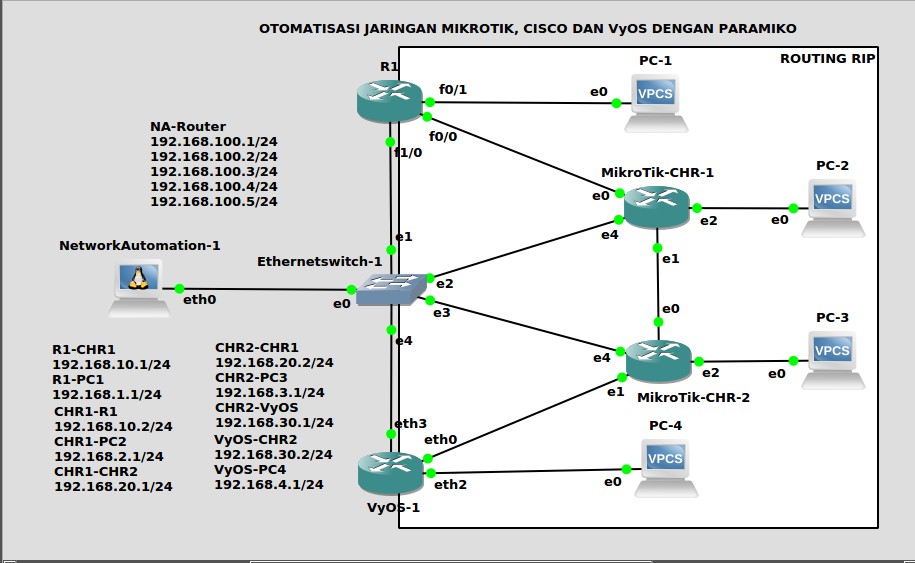 OTOMATISASI JARINGAN MIKROTIK, CISCO DAN VyOS DENGAN PARAMIKO
ROUTING RIP
R1
f0/1
f0/0
f1/0
e0
PC-1
VPCS
NA-Router
192.168.100.1/24
192.168.100.2/24
192.168.100.3/24
192.168.100.4/24
192.168.100.5/24
MikroTik-CHR-1
e0
e4
e2
e1
e0
PC-2
VPCS
NetworkAutomation-1
eth0
Ethernetswitch-1
e1
e0
e2
e3
e4
e0
e4
e1
e2
MikroTik-CHR-2
e0
PC-3
VPCS
R1-CHR1
192.168.10.1/24
R1-PC1
192.168.1.1/24
CHR1-R1
192.168.10.2/24
CHR1-PC2
192.168.2.1/24
CHR1-CHR2
192.168.20.1/24
CHR2-CHR1
192.168.20.2/24
CHR2-PC3
192.168.3.1/24
CHR2-VyOS
192.168.30.1/24
VyOS-CHR2
192.168.30.2/24
VyOS-PC4
192.168.4.1/24
eth3
eth0
eth2
VyOS-1
e0
PC-4
VPCS